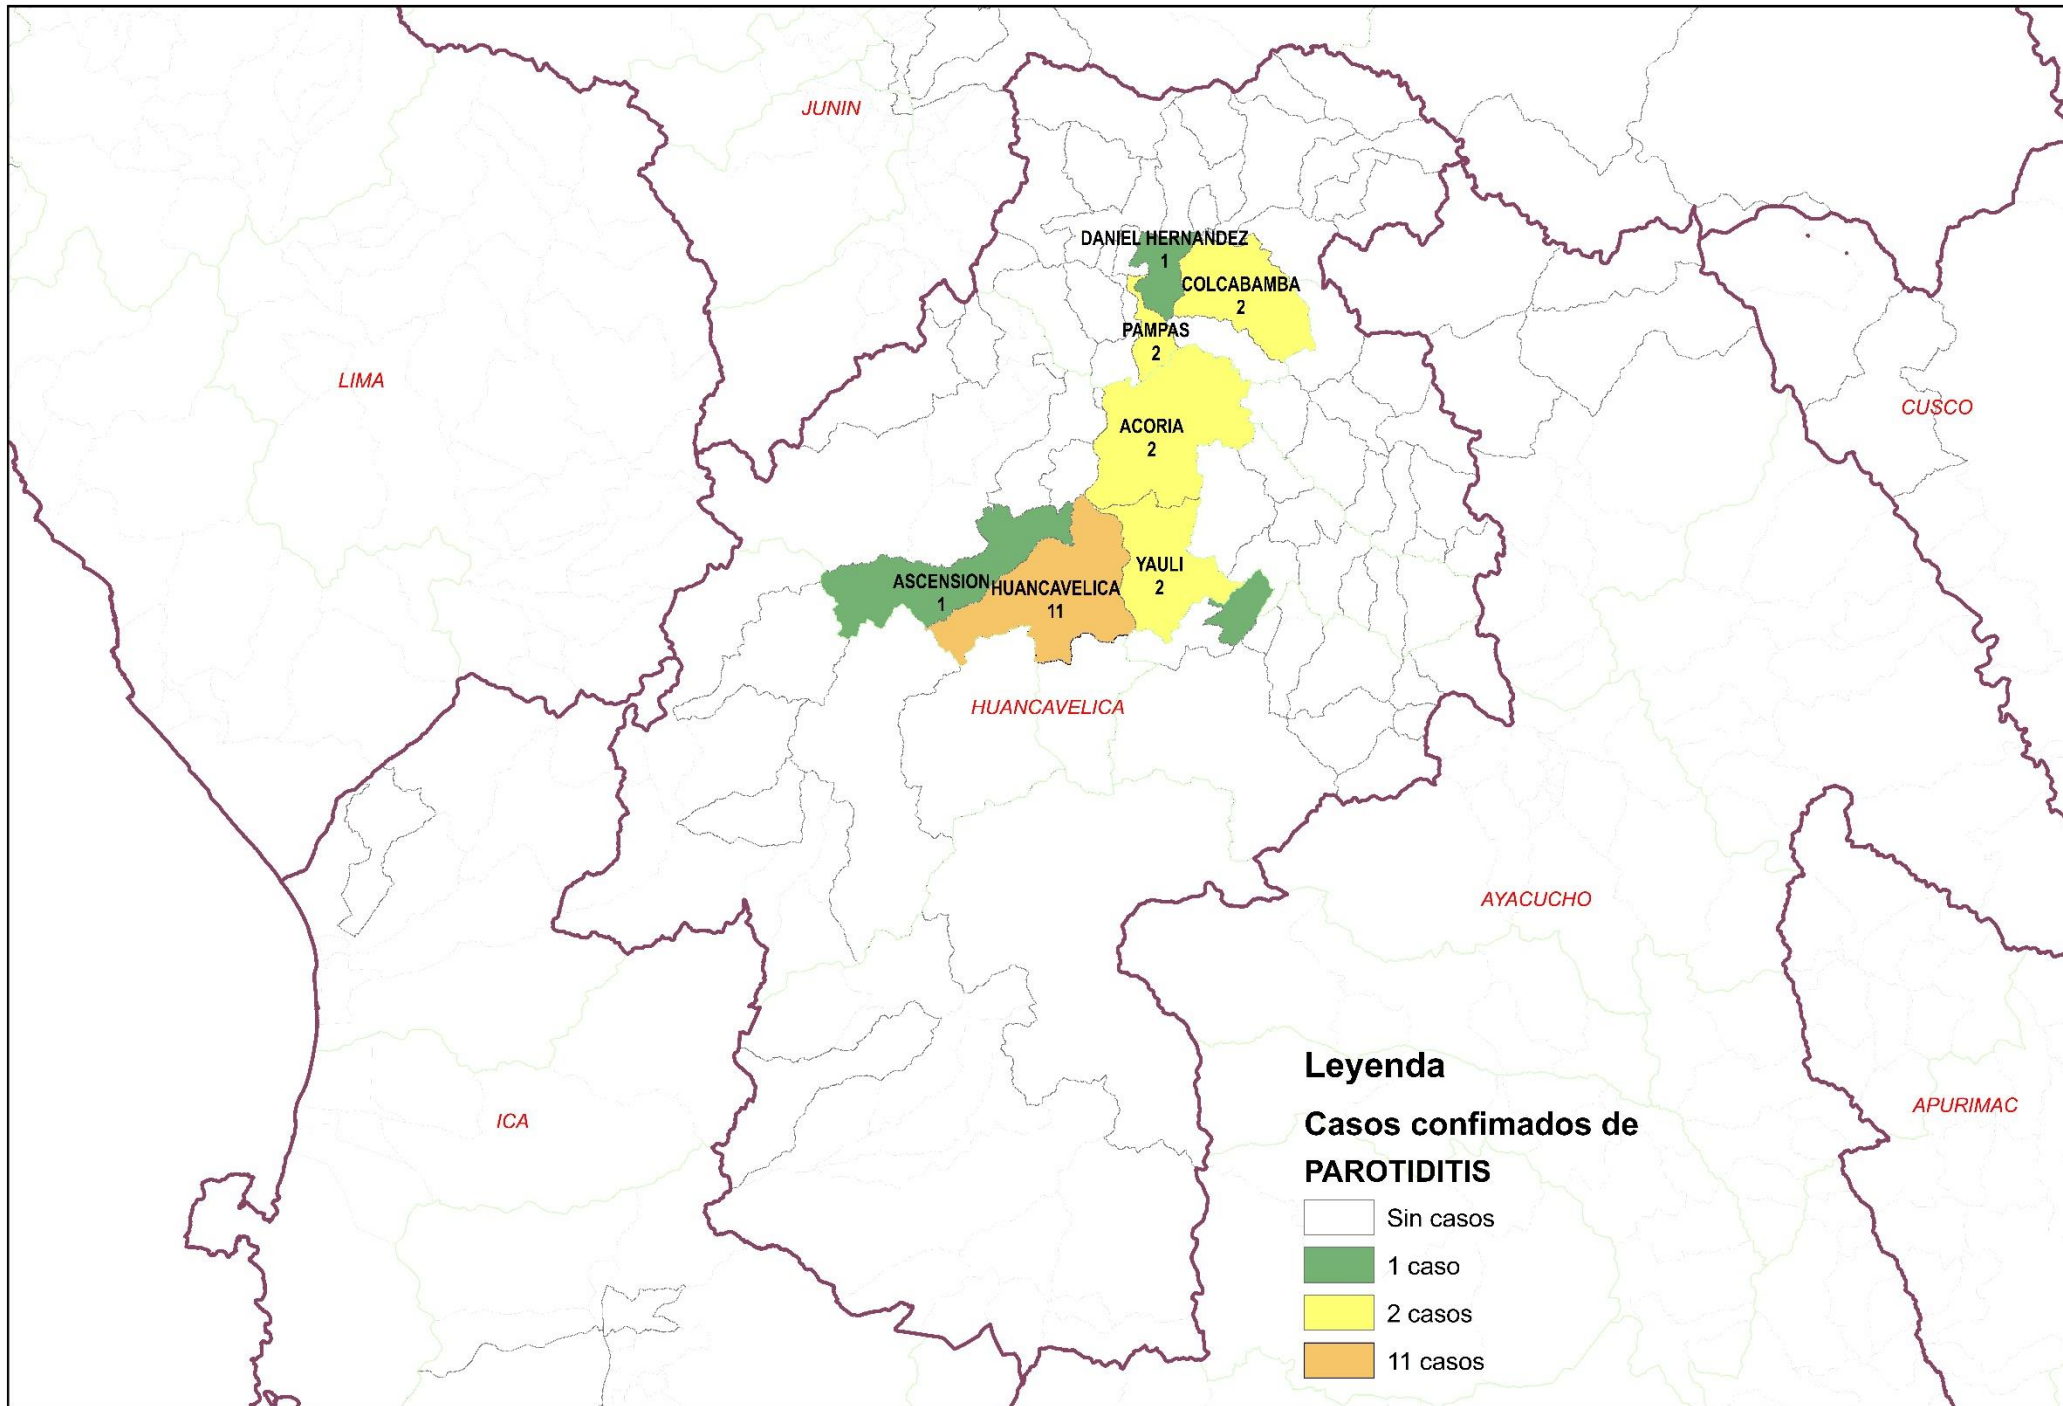 JUNIN
DANIEL HERNANDEZ
1
COLCABAMBA
2
PAMPAS
2
LIMA
CUSCO
ACORIA
2
YAULI
2
ASCENSION
1
HUANCAVELICA
11
HUANCAVELICA
AYACUCHO
ICA
APURIMAC
Leyenda
Casos confimados de
PAROTIDITIS
Sin casos
1 caso
2 casos
11 casos